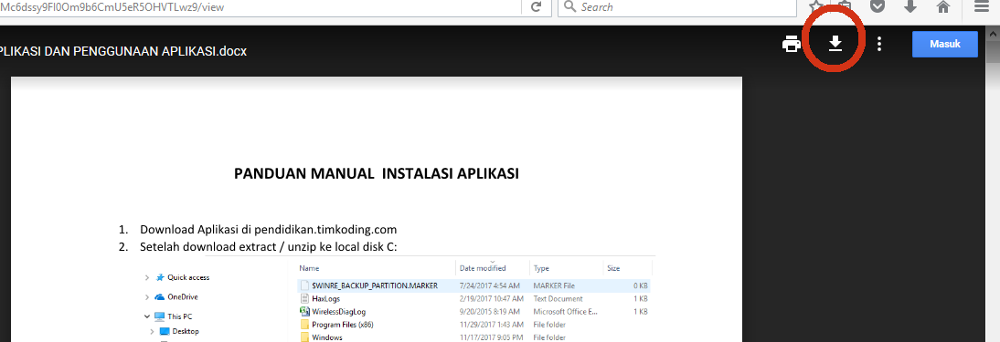 Mc6dssy9Fl0Om9b6CmU5eR5OHVTLwz9/view
Search
PLIKASI DAN PENGGUNAAN APLIKASI.docx
Masuk
PANDUAN MANUAL INSTALASI APLIKASI
1. Download Aplikasi di pendidikan.timkoding.com
2. Setelah download extract / unzip ke local disk C:
Name Date modified Type Size
Quick access
$WINRE_BACKUP_PARTITION.MARKER 7/24/2017 4:54 AM MARKER File 0 KB
OneDrive
HaxLogs 2/19/2017 10:47 AM Text Document 1 KB
WirelessDiagLog 9/20/2015 8:19 AM Microsoft Office E... 1 KB
This PC
Program Files (x86) 11/29/2017 1:43 AM File folder
Desktop
Windows 11/17/2017 9:05 PM File folder